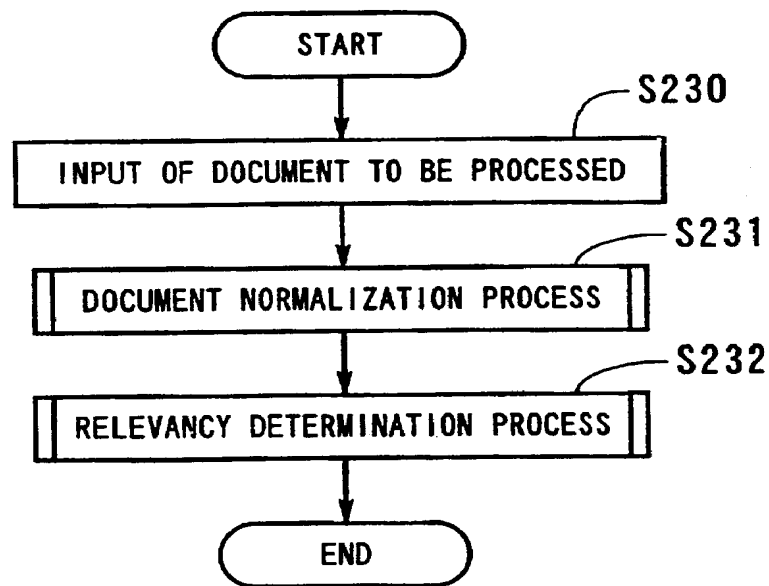 START
S230
INPUT OF DOCUMENT TO BE PROCESSED
S231
DOCUMENT NORMALIZATION PROCESS
S232
RELEVANCY DETERMINATION PROCESS
END